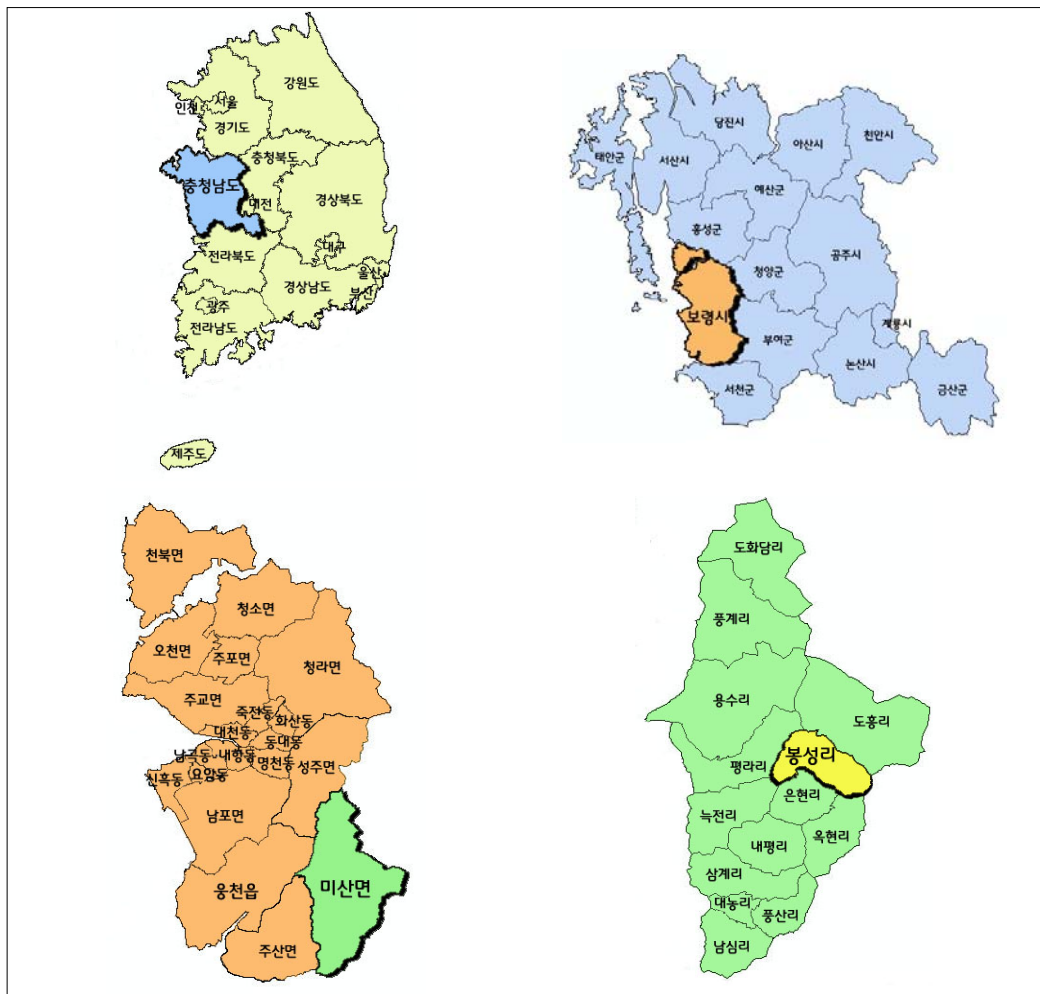 강원도
인천
서울
경기도
충청북도
충청남도
대전
경상북도
전라북도
대구
울산
경상남도
부산
광주
전라남도
제주도
당진시
아산시
천안시
태안군
서산시
예산군
홍성군
공주시
청양군
보령시
계룡시
부여군
논산시
서천군
금산군
천북면
청소면
오천면
주포면
청라면
주교면
죽전동
화산동
대천동
동대동
남곡동
내항동
명천동
성주면
신흑동
요암동
남포면
웅천읍
미산면
주산면
도화담리
풍계리
용수리
도흥리
봉성리
평라리
은현리
늑전리
옥현리
내평리
삼계리
대농리
풍산리
남심리